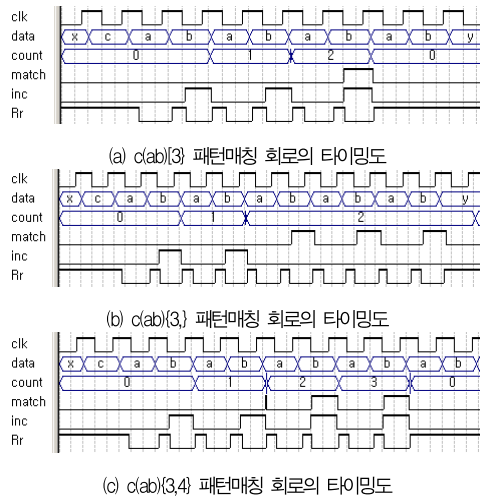 clk
data x c a b a b a b a b y
count 0 1 2 0
match
inc
Rr
(a) c(ab)[3} 패턴매칭 회로의 타이밍도
clk
data x c a b a b a b a b a b y
count 0 1 2
match
inc
Rr
(b) c(ab){3,} 패턴매칭 회로의 타이밍도
clk
data x c a b a b a b a b a b
count 0 1 2 3 0
match
inc
Rr
(c) c(ab){3,4} 패턴매칭 회로의 타이밍도